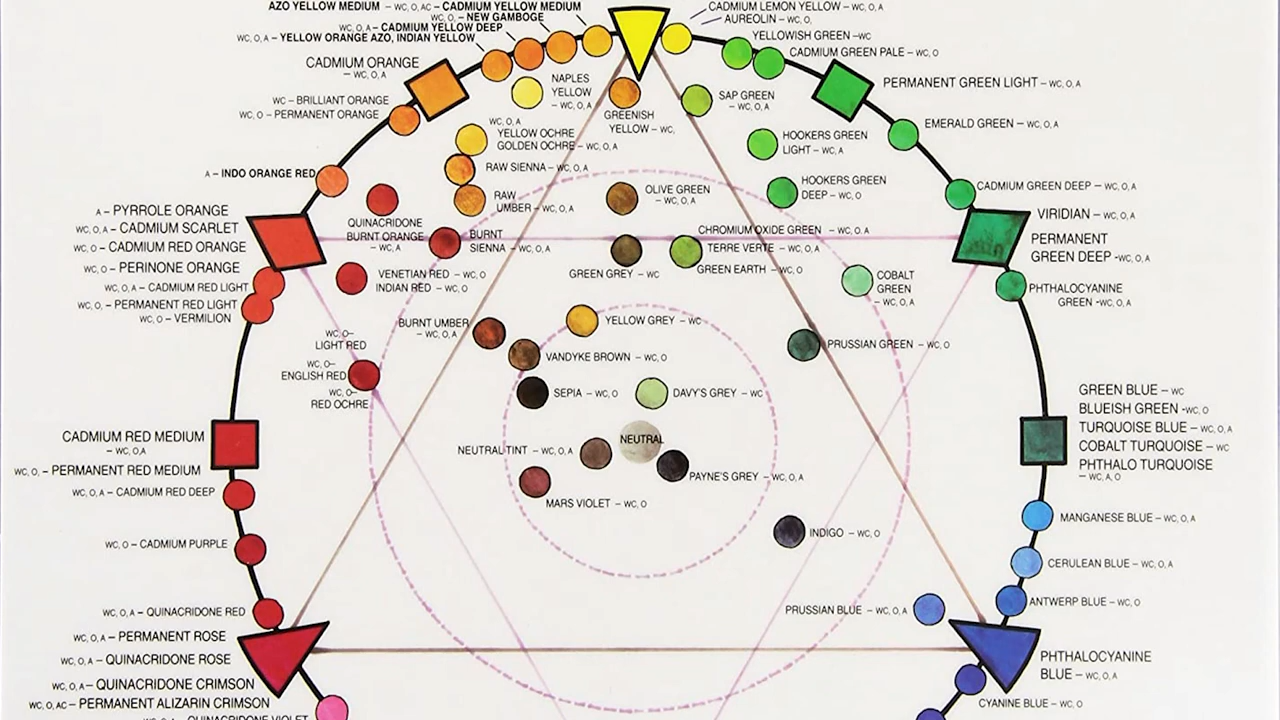 AZO YELLOW MEDIUM – WC, O, AC – CADMIUM YELLOW MEDIUM
WC, O, – NEW GAMBOGE
WC, O, A – CADMIUM YELLOW DEEP
WC, O, A – YELLOW ORANGE AZO, INDIAN YELLOW
CADMIUM ORANGE
– WC, O, A
WC – BRILLIANT ORANGE
WC, O – PERMANENT ORANGE
A – INDO ORANGE RED
A – PYRROLE ORANGE
WC, O, A – CADMIUM SCARLET
WC, O – CADMIUM RED ORANGE
WC, O – PERINONE ORANGE
WC, O, A – CADMIUM RED LIGHT
WC, O, – PERMANENT RED LIGHT
WC, O – VERMILION
WC, O–
LIGHT RED
WC, O–
ENGLISH RED
WC, O–
RED OCHRE
CADMIUM RED MEDIUM
– WC, O, A
WC, O, – PERMANENT RED MEDIUM
WC, O, A – CADMIUM RED DEEP
WC, O – CADMIUM PURPLE
WC, O, A – QUINACRIDONE RED
WC, O, A – PERMANENT ROSE
WC, O, A – QUINACRIDONE ROSE
WC, O, A – QUINACRIDONE CRIMSON
WC, O, AC – PERMANENT ALIZARIN CRIMSON
WC, O, A – QUINACRIDONE VIOLET
NAPLES
YELLOW
– WC, O, A
GREENISH
YELLOW – WC,
WC, O, A
YELLOW OCHRE
GOLDEN OCHRE – WC, O, A
RAW SIENNA – WC, O, A
RAW
UMBER – WC, O, A
QUINACRIDONE
BURNT ORANGE
– WC, A
BURNT
SIENNA – WC, O, A
VENETIAN RED – WC, O
INDIAN RED – WC, O
BURNT UMBER
– WC, O, A
VANDYKE BROWN – WC, O
YELLOW GREY – WC
SEPIA – WC, O
DAVY'S GREY – WC
NEUTRAL
NEUTRAL TINT – WC, O, A
PAYNE'S GREY – WC, O, A
MARS VIOLET – WC, O
INDIGO – WC, O
OLIVE GREEN
– WC, O, A
GREEN GREY – WC
CHROMIUM OXIDE GREEN – WC, O, A
TERRE VERTE – WC, O, A
GREEN EARTH – WC, O
SAP GREEN
– WC, O, A
HOOKERS GREEN
LIGHT – WC, A
HOOKERS GREEN
DEEP – WC, O
COBALT
GREEN
– WC, O, A
PRUSSIAN GREEN – WC, O
PRUSSIAN BLUE – WC, O, A
CADMIUM LEMON YELLOW – WC, O, A
AUREOLIN – WC, O,
YELLOWISH GREEN –WC
CADMIUM GREEN PALE – WC, O
PERMANENT GREEN LIGHT – WC, O, A
EMERALD GREEN – WC, O, A
CADMIUM GREEN DEEP – WC, O, A
VIRIDIAN – WC, O, A
PERMANENT
GREEN DEEP -WC, O, A
PHTHALOCYANINE
GREEN -WC, O, A
GREEN BLUE – WC
BLUEISH GREEN -WC, O
TURQUOISE BLUE – WC, O, A
COBALT TURQUOISE – WC
PHTHALO TURQUOISE
– WC, A, O
MANGANESE BLUE – WC, O, A
CERULEAN BLUE – WC, O, A
ANTWERP BLUE – WC, O
PHTHALOCYANINE
BLUE – WC, O, A
CYANINE BLUE – WC, O